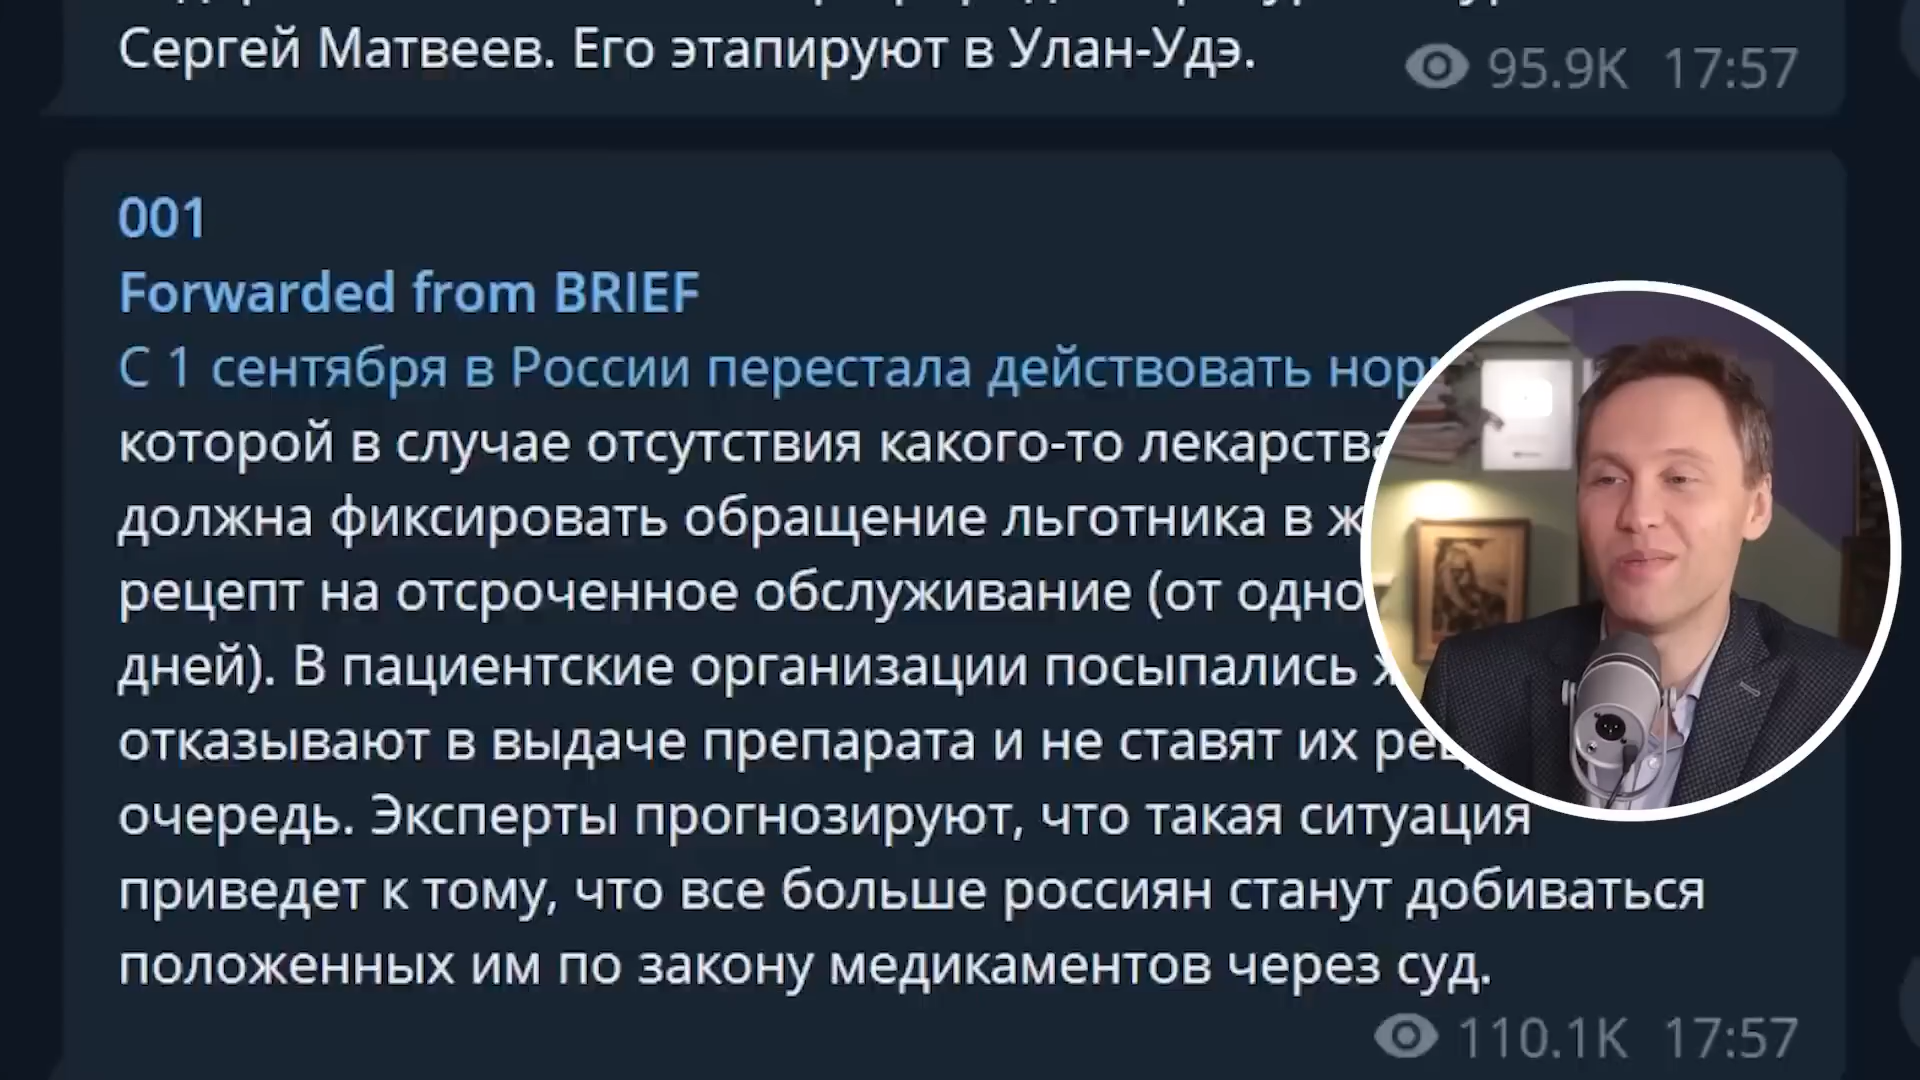 Сергей Матвеев. Его этапируют в Улан-Удэ.
95.9K 17:57
001
Forwarded from BRIEF
С 1 сентября в России перестала действовать
которой в случае отсутствия какого-то лекарства
должна фиксировать обращение льготника в
рецепт на отсроченное обслуживание (от
дней). В пациентские организации посыпались
отказывают в выдаче препарата и не ставят их
очередь. Эксперты прогнозируют, что такая ситуация
приведет к тому, что все больше россиян станут добиваться
положенных им по закону медикаментов через суд.
110.1K 17:57